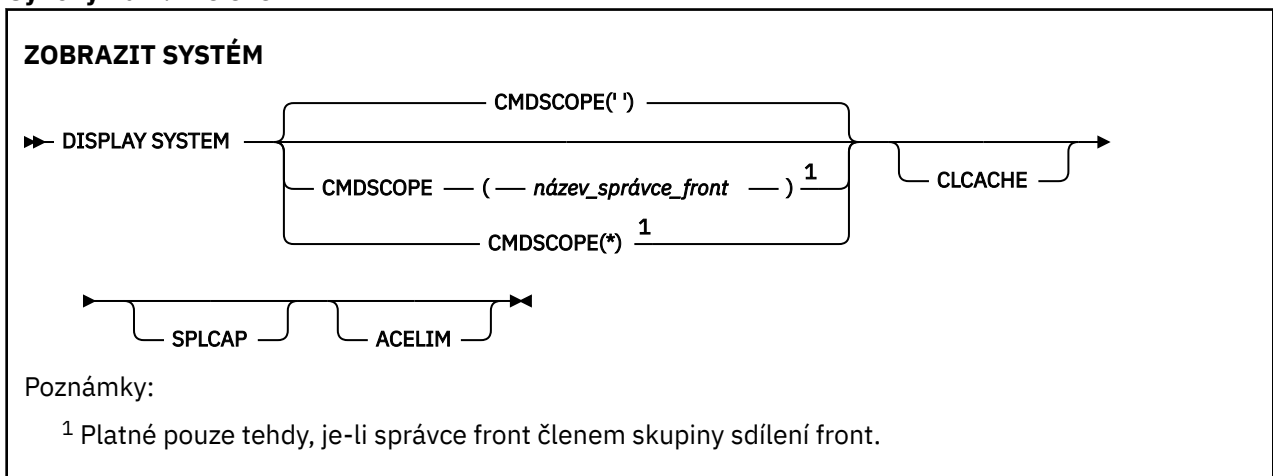 ZOBRAZIT SYSTÉM
CMDSCOPE(' ')
DISPLAY SYSTEM
CMDSCOPE ( název_správce_front ) 1
CLCACHE
CMDSCOPE(*) 1
SPLCAP
ACELIM
Poznámky:
1 Platné pouze tehdy, je-li správce front členem skupiny sdílení front.